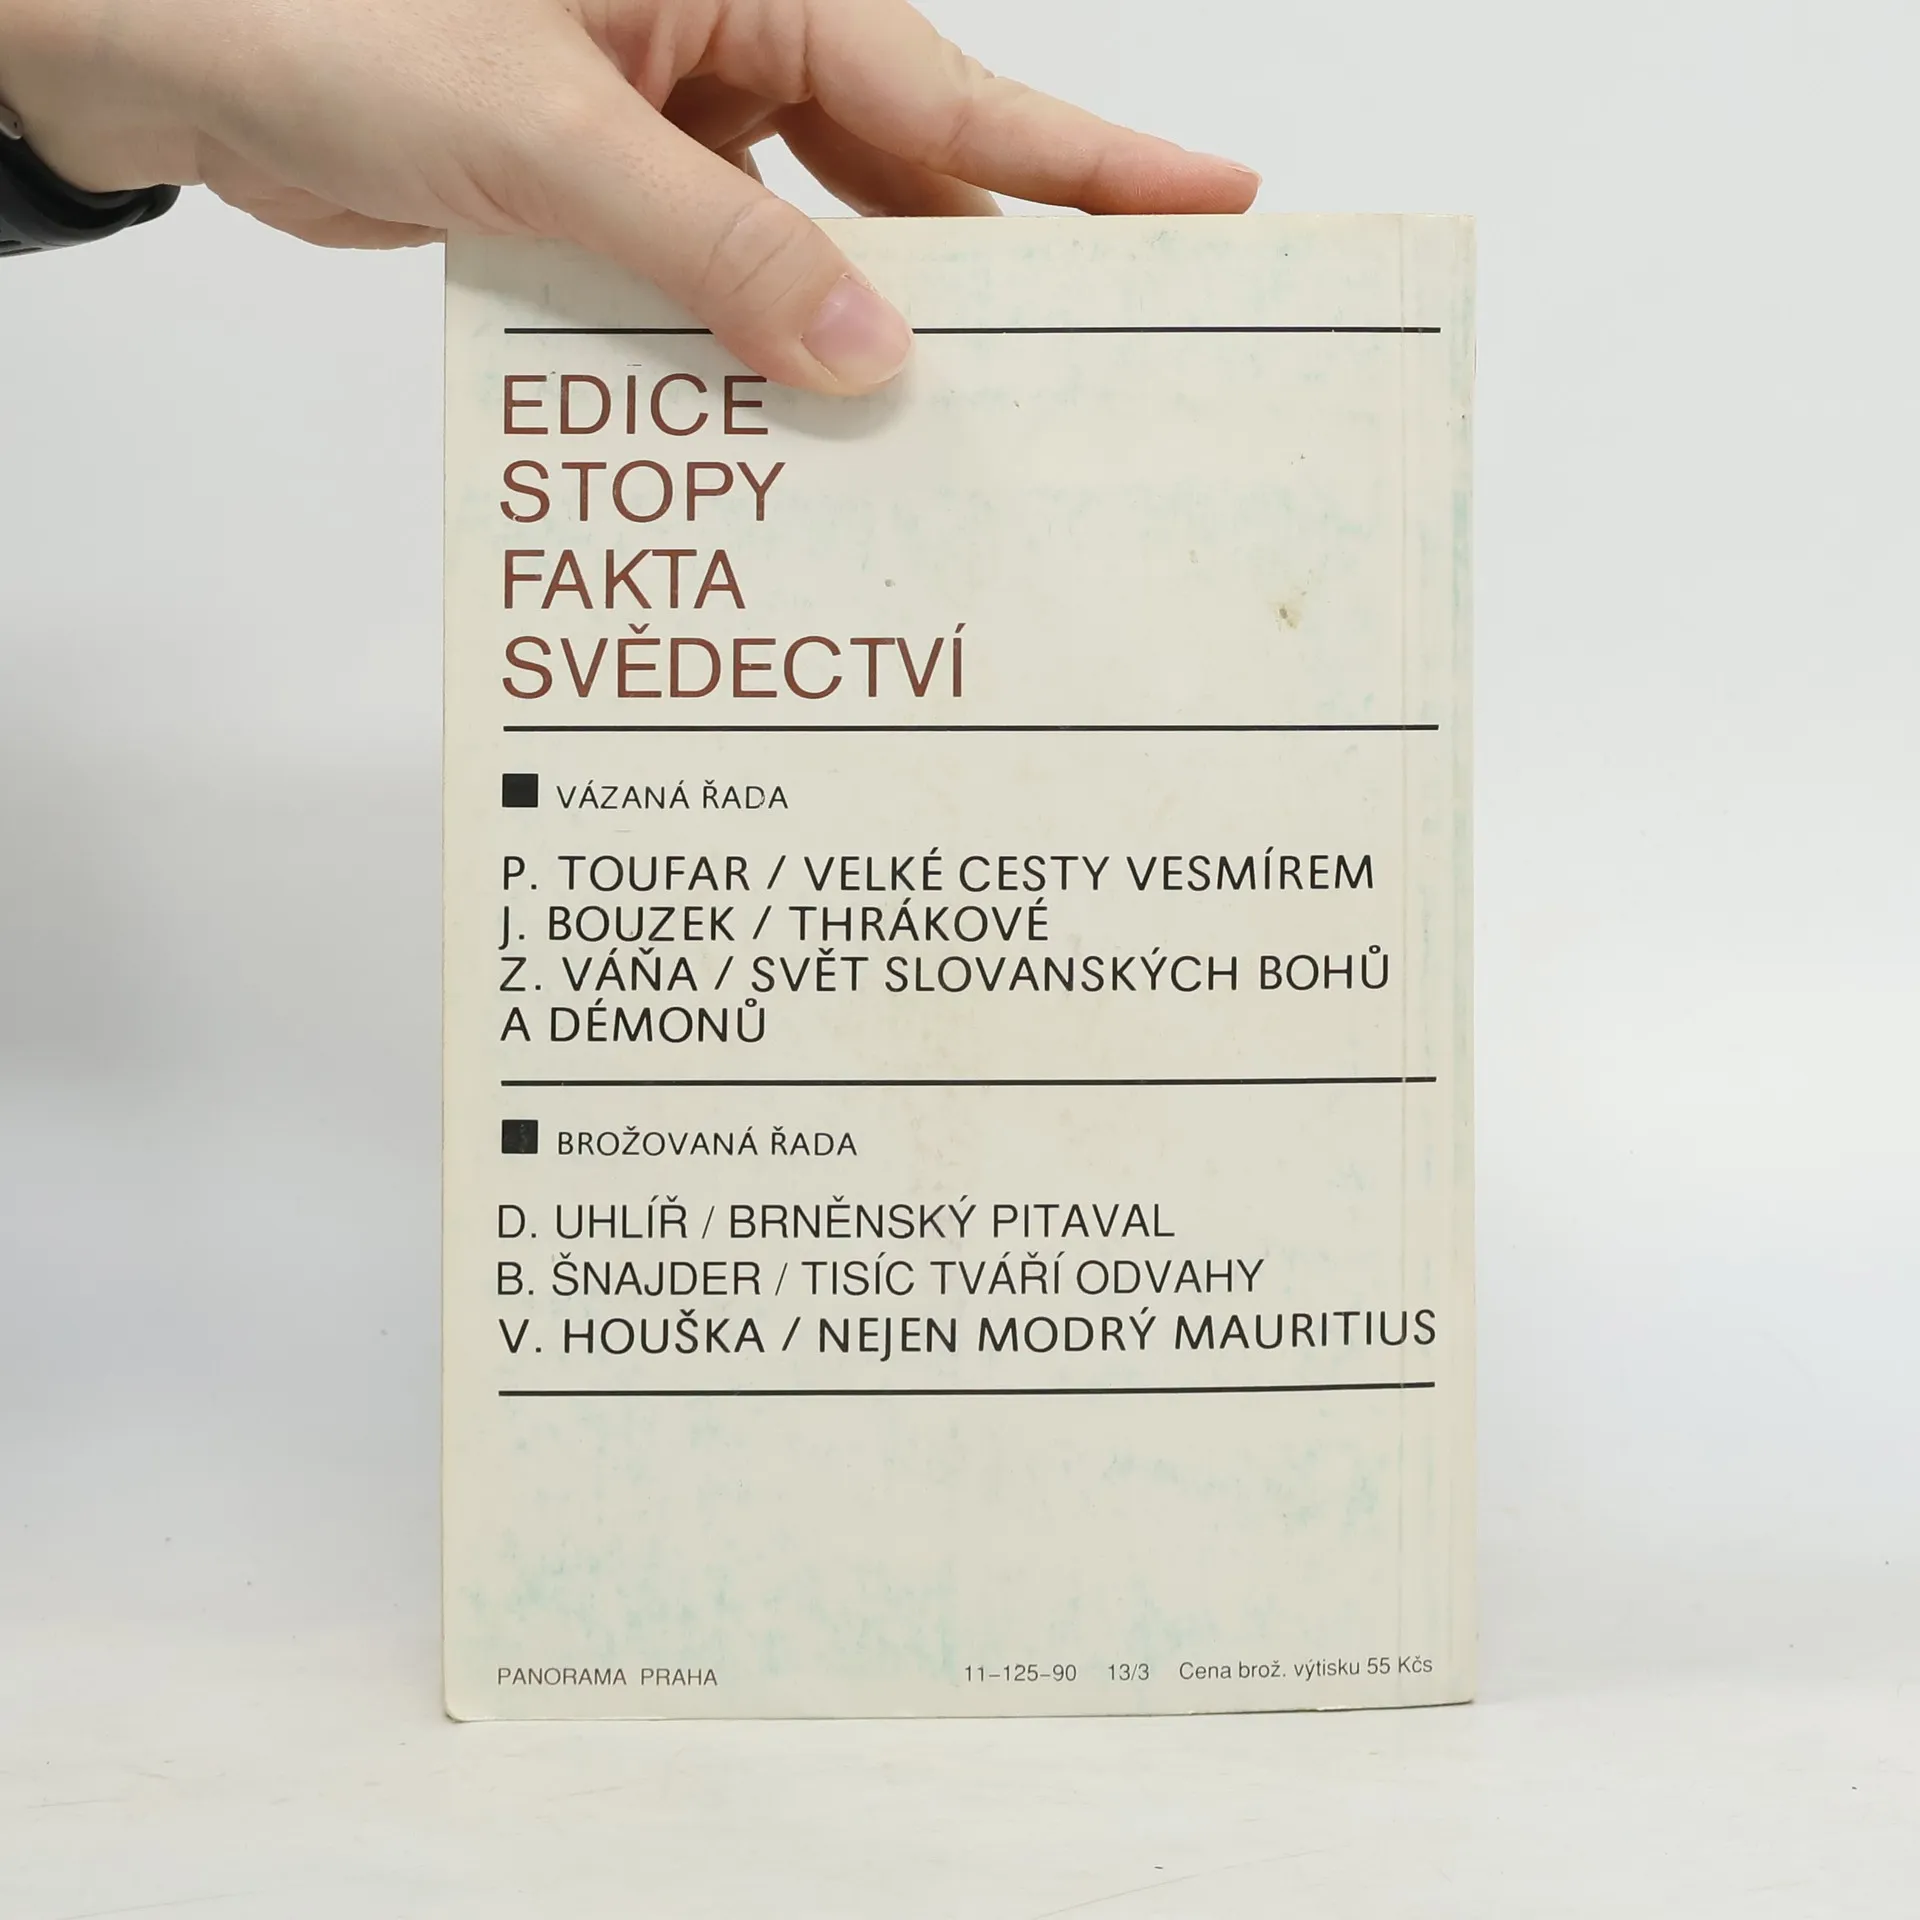 EDICE
STOPY
FAKTA
SVĚDECTVÍ
VÁZANÁ ŘADA
P. TOUFAR / VELKÉ CESTY VESMÍREM
J. BOUZEK / THRÁKOVÉ
Z. VÁŇA / SVĚT SLOVANSKÝCH BOHŮ
A DÉMONŮ
BROŽOVANÁ ŘADA
D. UHLÍŘ / BRNĚNSKÝ PITAVAL
B. ŠNAJDER / TISÍC TVÁŘÍ ODVAHY
V. HOUŠKA / NEJEN MODRÝ MAURITIUS
PANORAMA PRAHA 11–125–90 13/3 Cena brož. výtisku 55 Kčs